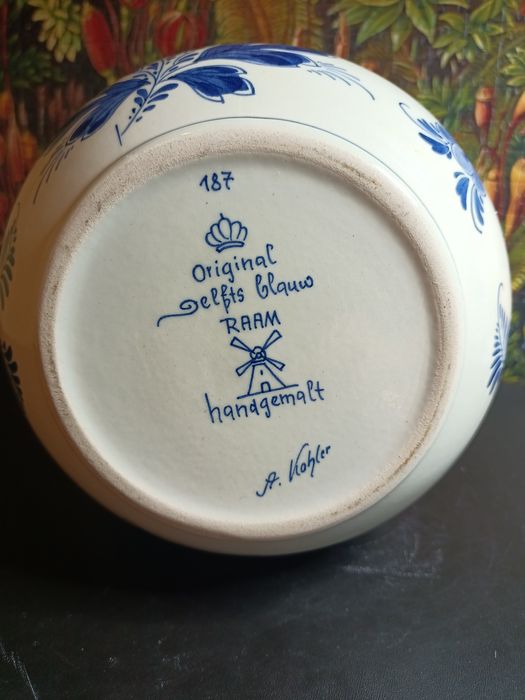 187
Original
Delfts blauw
RAAM
handgemalt
A. Kohler